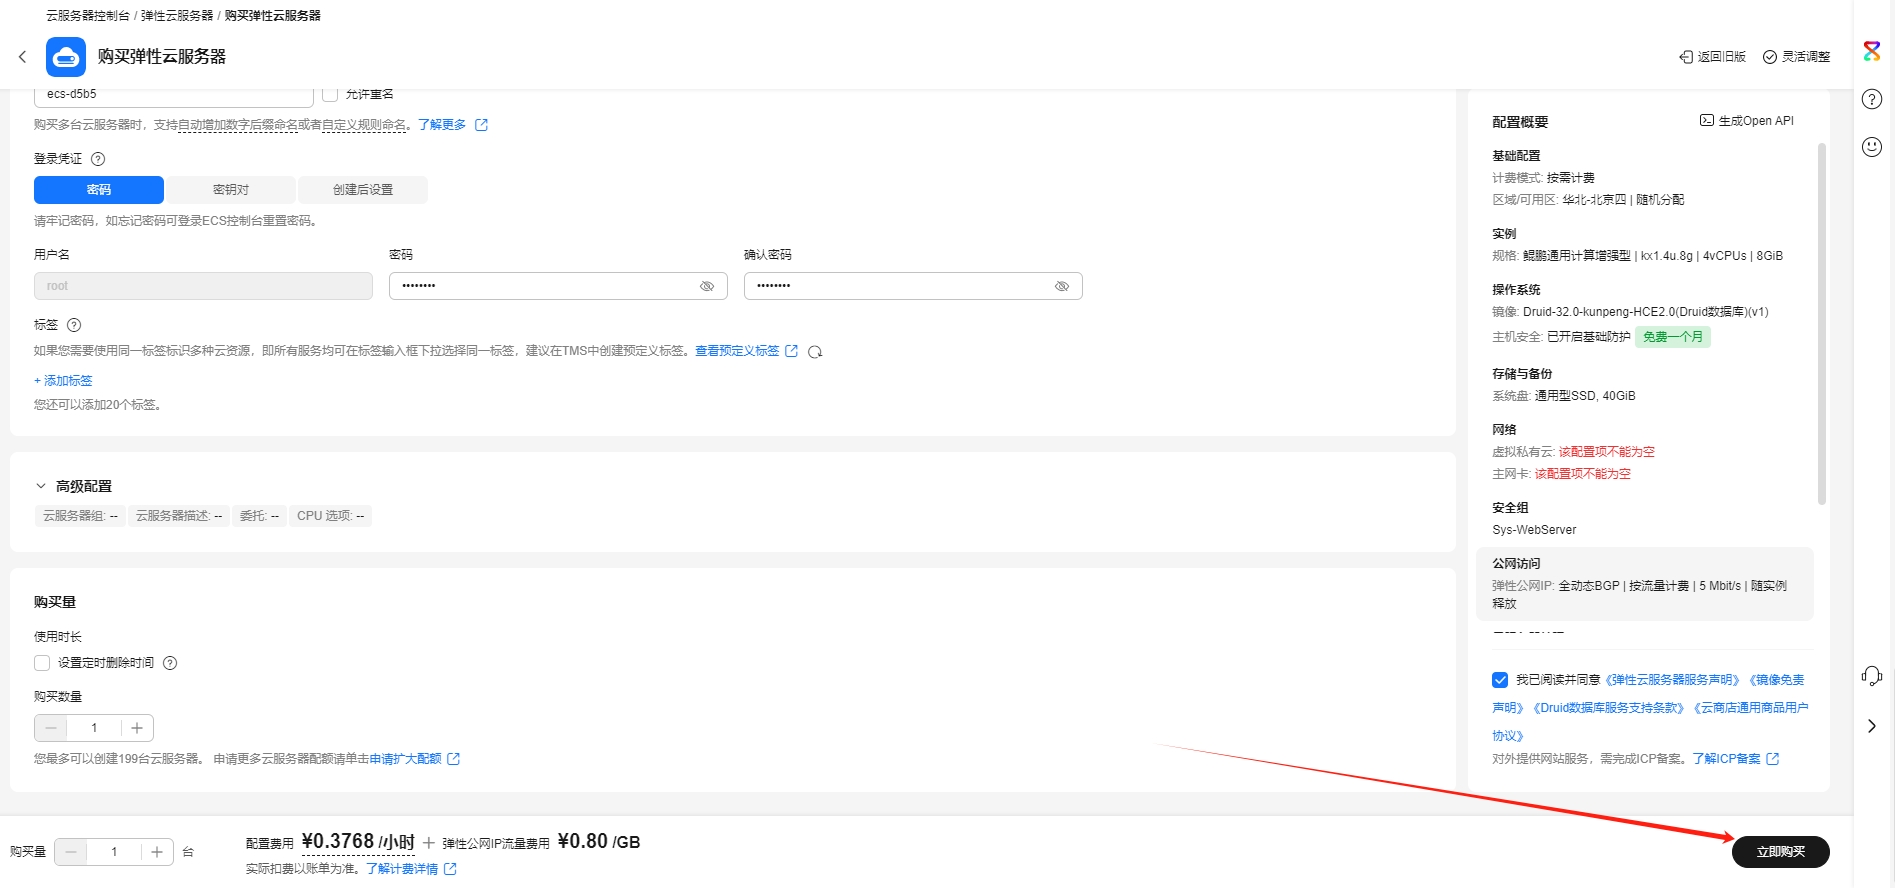 云服务器控制台 / 弹性云服务器 / 购买弹性云服务器
购买弹性云服务器
返回旧版
灵活调整
ecs-d5b5
允许重名
购买多台云服务器时，支持自动增加数字后缀命名或者自定义规则命名。了解更多
登录凭证
密码
密钥对
创建后设置
请牢记密码，如忘记密码可登录ECS控制台重置密码。
用户名
密码
确认密码
root
••••••••
••••••••
标签
如果您需要使用同一标签标识多种云资源，即所有服务均可在标签输入框下拉选择同一标签，建议在TMS中创建预定义标签。查看预定义标签
+ 添加标签
您还可以添加20个标签。
高级配置
云服务器组: --
云服务器描述: --
委托: --
CPU 选项: --
购买量
使用时长
设置定时删除时间
购买数量
1
您最多可以创建199台云服务器。 申请更多云服务器配额请单击申请扩大配额
配置概要
生成Open API
基础配置
计费模式: 按需计费
区域/可用区: 华北-北京四 | 随机分配
实例
规格: 鲲鹏通用计算增强型 | kx1.4u.8g | 4vCPUs | 8GiB
操作系统
镜像: Druid-32.0-kunpeng-HCE2.0(Druid数据库)(v1)
主机安全: 已开启基础防护 免费一个月
存储与备份
系统盘: 通用型SSD, 40GiB
网络
虚拟私有云: 该配置项不能为空
主网卡: 该配置项不能为空
安全组
Sys-WebServer
公网访问
弹性公网IP: 全动态BGP | 按流量计费 | 5 Mbit/s | 随实例
释放
我已阅读并同意《弹性云服务器服务声明》《镜像免责
声明》《Druid数据库服务支持条款》《云商店通用商品用户
协议》
对外提供网站服务，需完成ICP备案。了解ICP备案
购买量
1
台
配置费用 ¥0.3768 /小时 + 弹性公网IP流量费用 ¥0.80 /GB
实际扣费以账单为准。了解计费详情
立即购买